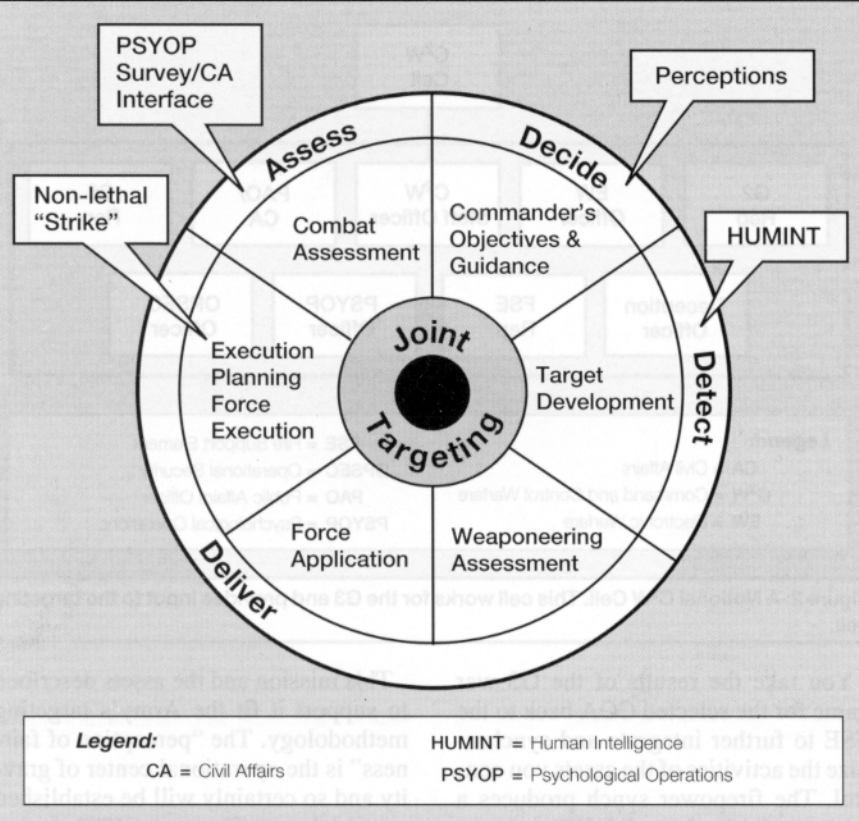 PSYOP
Survey/CA
Interface
Perceptions
Non-lethal
“Strike”
HUMINT
Assess
Decide
Detect
Deliver
Combat
Assessment
Commander's
Objectives &
Guidance
Execution
Planning
Force
Execution
Target
Development
Force
Application
Weaponeering
Assessment
Joint
Targeting
Legend:
CA = Civil Affairs
HUMINT = Human Intelligence
PSYOP = Psychological Operations